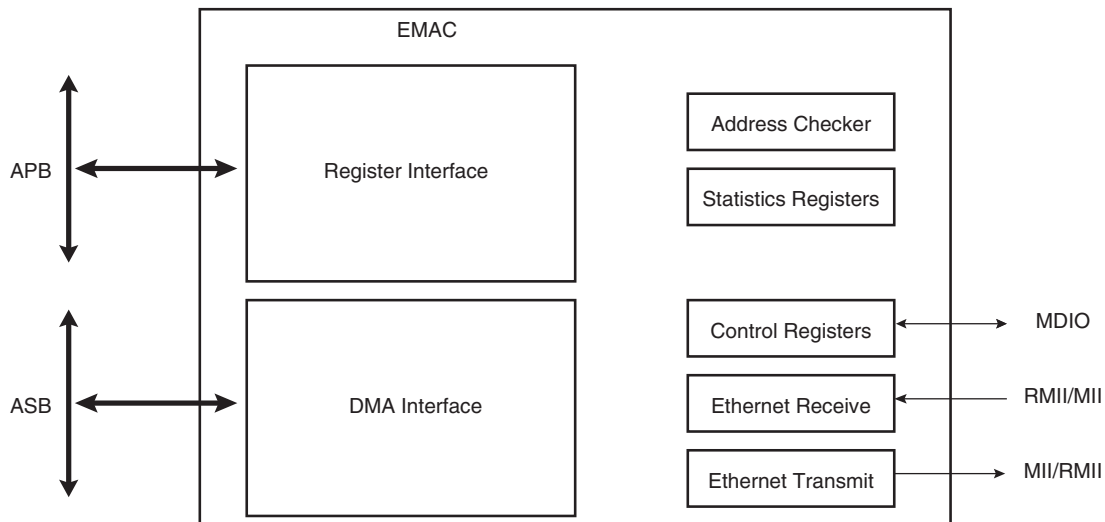 EMAC
APB
Register Interface
Address Checker
Statistics Registers
ASB
DMA Interface
Control Registers
MDIO
Ethernet Receive
RMII/MII
Ethernet Transmit
MII/RMII